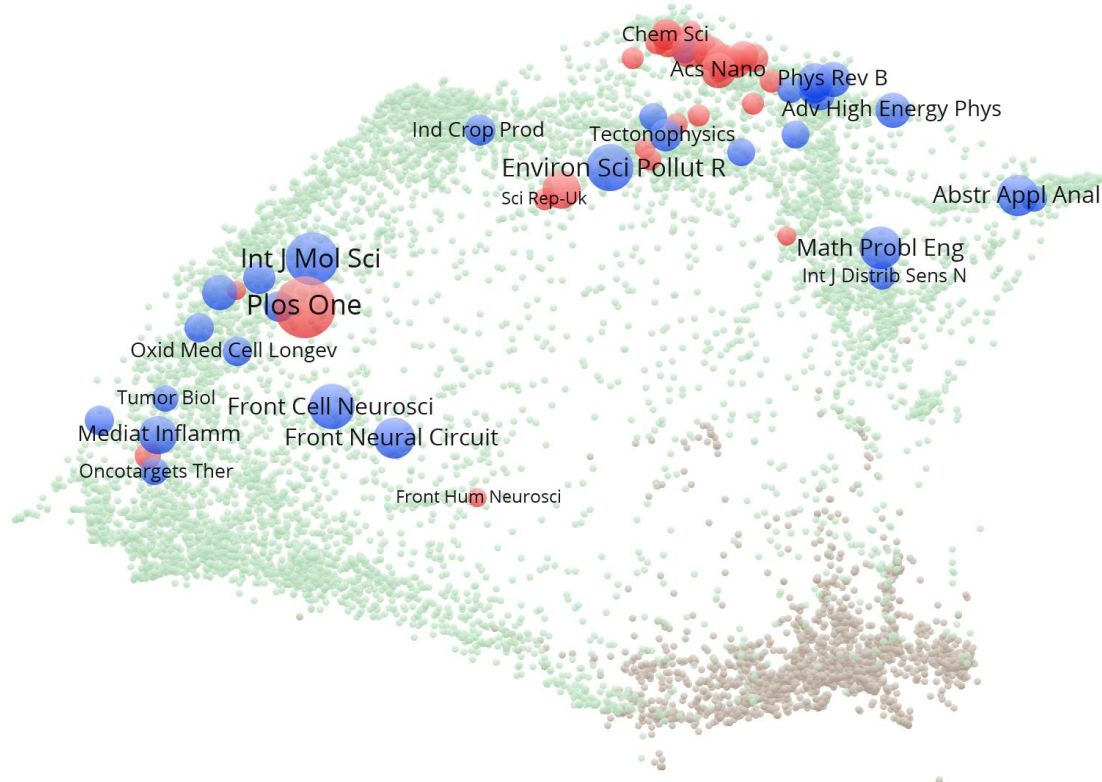 Chem Sci
Acs Nano
Phys Rev B
Adv High Energy Phys
Ind Crop Prod
Tectonophysics
Environ Sci Pollut R
Sci Rep-Uk
Abstr Appl Anal
Math Probl Eng
Int J Mol Sci
Int J Distrib Sens N
Plos One
Oxid Med Cell Longev
Tumor Biol
Front Cell Neurosci
Mediat Inflamm
Front Neural Circuit
Oncotargets Ther
Front Hum Neurosci